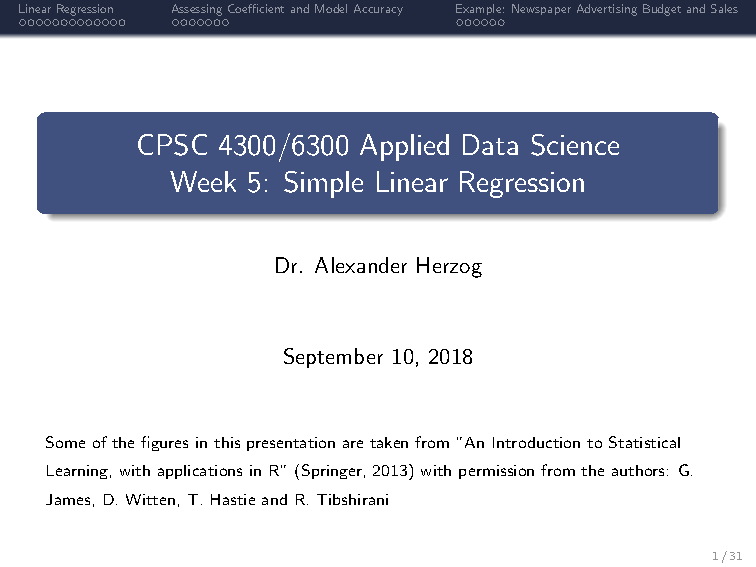 Linear Regression
Assessing Coefficient and Model Accuracy
Example: Newspaper Advertising Budget and Sales
CPSC 4300/6300 Applied Data Science
Week 5: Simple Linear Regression
Dr. Alexander Herzog
September 10, 2018
Some of the figures in this presentation are taken from "An Introduction to Statistical
Learning, with applications in R" (Springer, 2013) with permission from the authors: G.
James, D. Witten, T. Hastie and R. Tibshirani
1 / 31